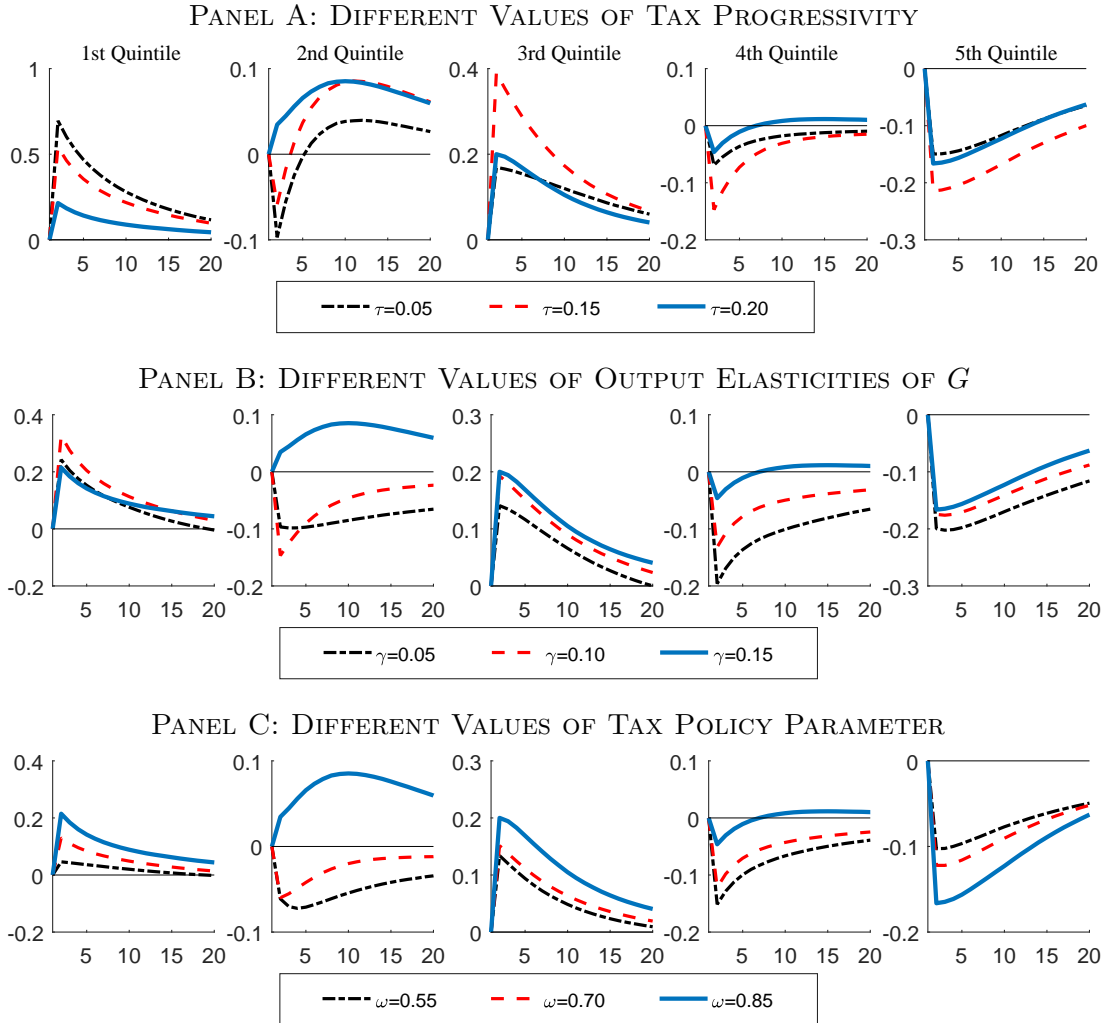 PANEL A: DIFFERENT VALUES OF TAX PROGRESSIVITY
1st Quintile 2nd Quintile 3rd Quintile 4th Quintile 5th Quintile
1 0.1 0.4 0.1 0
0.5 0 0.2 0 -0.1 -0.1 -0.2
0 -0.1 0 -0.2 -0.3
5 10 15 20 5 10 15 20 5 10 15 20 5 10 15 20 5 10 15 20
τ=0.05 τ=0.15 τ=0.20
PANEL B: DIFFERENT VALUES OF OUTPUT ELASTICITIES OF G
0.4 0.1 0.3 0.1 0
0.2 0 0.2 0 -0.1
0 -0.1 0.1 -0.1 -0.2
-0.2 -0.2 0 -0.2 -0.3
5 10 15 20 5 10 15 20 5 10 15 20 5 10 15 20 5 10 15 20
γ=0.05 γ=0.10 γ=0.15
PANEL C: DIFFERENT VALUES OF TAX POLICY PARAMETER
0.4 0.1 0.3 0.1 0
0.2 0 0.2 0 -0.1
0 0.1 -0.1
-0.2 -0.1 0 -0.2 -0.2
5 10 15 20 5 10 15 20 5 10 15 20 5 10 15 20 5 10 15 20
ω=0.55 ω=0.70 ω=0.85